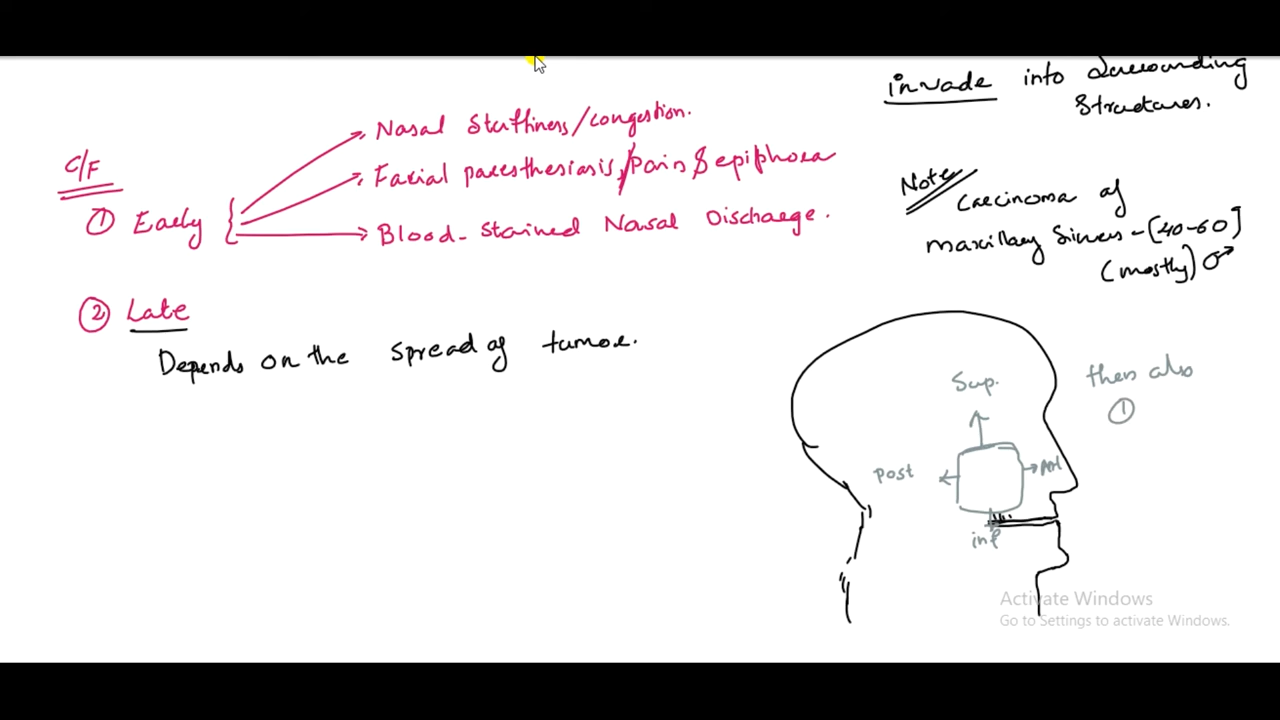 invade into Surrounding
Structures.
C/F
① Early
Nasal Stuffiness/congestion.
Facial paresthesiasis,/Pain & epiphora
Blood-stained Nasal Discharge.
Note
Carcinoma of
maxillary Sinus - [40-60]
(mostly) ♂
② Late
Depends on the spread of tumor.
then also
①
Sup.
post
Ant
inf
Activate Windows
Go to Settings to activate Windows.